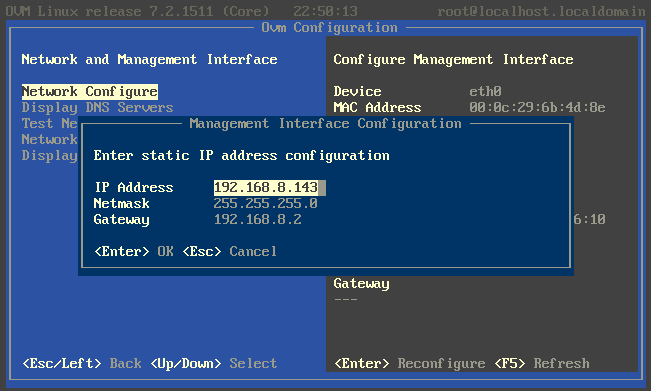 OVM Linux release 7.2.1511 (Core) 22:50:13 root@localhost.localdomain
Ovm Configuration
Network and Management Interface Configure Management Interface
Network Configure Device eth0
Display DNS Servers MAC Address 00:0c:29:6b:4d:8e
Test Ne
Management Interface Configuration
Network
Display
Enter static IP address configuration
IP Address 192.168.8.143
Netmask 255.255.255.0
Gateway 192.168.8.2 6:10
<Enter> OK <Esc> Cancel
Gateway
---
<Esc/Left> Back <Up/Down> Select <Enter> Reconfigure <F5> Refresh